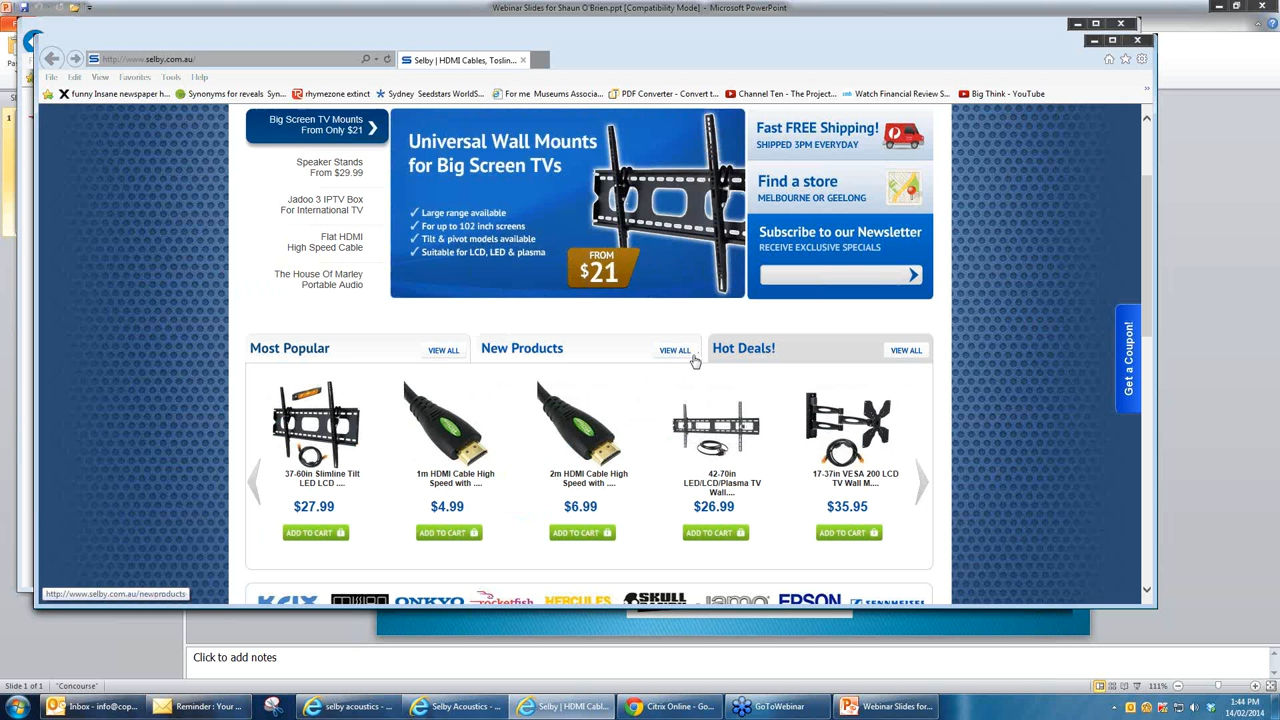 Webinar Slides for Shaun O'Brien.ppt [Compatibility Mode] - Microsoft PowerPoint
http://www.selby.com.au/
Selby | HDMI Cables, Toslin...
File Edit View Favorites Tools Help
funny Insane newspaper h...
Synonyms for reveals Syn...
rhymezone extinct
Sydney Seedstars WorldS...
For me Museums Associa...
PDF Converter - Convert t...
Channel Ten - The Project...
Watch Financial Review S...
Big Think - YouTube
Big Screen TV Mounts
From Only $21
Speaker Stands
From $29.99
Jadoo 3 IPTV Box
For International TV
Flat HDMI
High Speed Cable
The House Of Marley
Portable Audio
Universal Wall Mounts
for Big Screen TVs
Large range available
For up to 102 inch screens
Tilt & pivot models available
Suitable for LCD, LED & plasma
FROM
$21
Fast FREE Shipping!
SHIPPED 3PM EVERYDAY
Find a store
MELBOURNE OR GEELONG
Subscribe to our Newsletter
RECEIVE EXCLUSIVE SPECIALS
Get a Coupon!
Most Popular VIEW ALL
New Products VIEW ALL
Hot Deals! VIEW ALL
37-60in Slimline Tilt
LED LCD ....
$27.99
ADD TO CART
1m HDMI Cable High
Speed with ....
$4.99
ADD TO CART
2m HDMI Cable High
Speed with ....
$6.99
ADD TO CART
42-70in
LED/LCD/Plasma TV
Wall....
$26.99
ADD TO CART
17-37in VESA 200 LCD
TV Wall M....
$35.95
ADD TO CART
http://www.selby.com.au/newproducts
ONKYO rocketfish HERCULES SKULL jamo EPSON SENNHEISER
Click to add notes
Slide 1 of 1 "Concourse" 111%
Inbox - info@cop...
Reminder : Your ...
selby acoustics - ...
Selby Acoustics - ...
Selby | HDMI Cabl...
Citrix Online - Go...
GoToWebinar
Webinar Slides for...
1:44 PM
14/02/2014